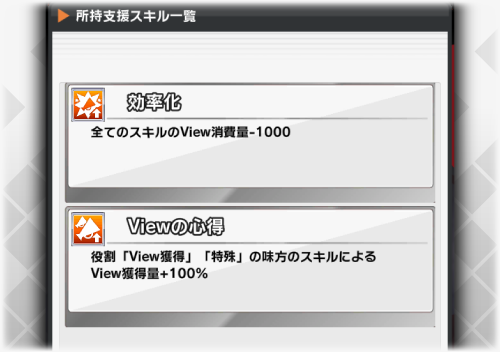 所持支援スキル一覧
効率化
全てのスキルのView消費量-1000
Viewの心得
役割「View獲得」「特殊」の味方のスキルによる
View獲得量+100%